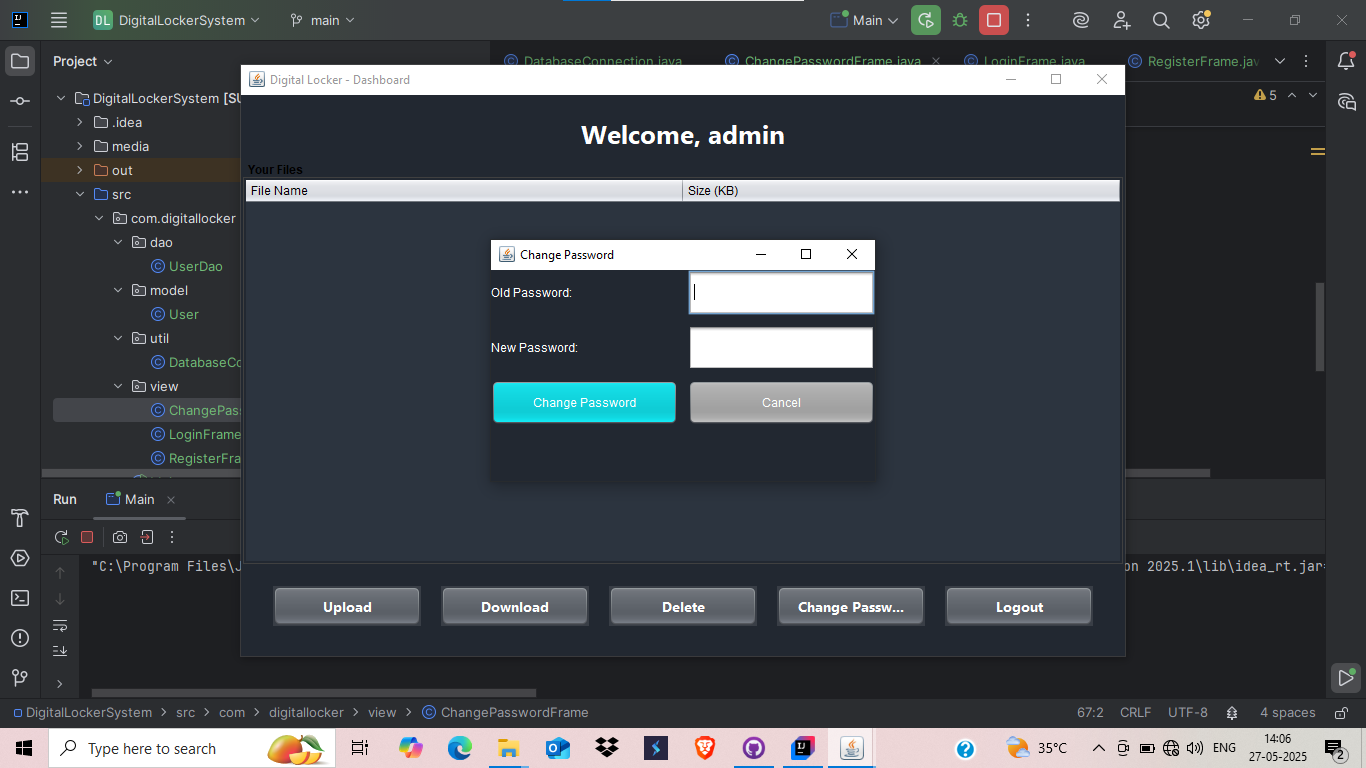 DL DigitalLockerSystem main Main
Project
DatabaseConnection.java ChangePasswordFrame.java LoginFrame.java RegisterFrame.jav
Digital Locker - Dashboard
5
DigitalLockerSystem [SU
.idea
media
out
src
com.digitallocker
dao
UserDao
model
User
util
DatabaseCo
view
ChangePas
LoginFrame
RegisterFra
Welcome, admin
Your Files
File Name Size (KB)
Change Password
Old Password:
New Password:
Change Password Cancel
Upload Download Delete Change Passw... Logout
Run Main
"C:\Program Files\J
on 2025.1\lib\idea_rt.jar=
DigitalLockerSystem > src > com > digitallocker > view > ChangePasswordFrame
67:2 CRLF UTF-8 4 spaces
Type here to search
35°C ENG 14:06
27-05-2025
2